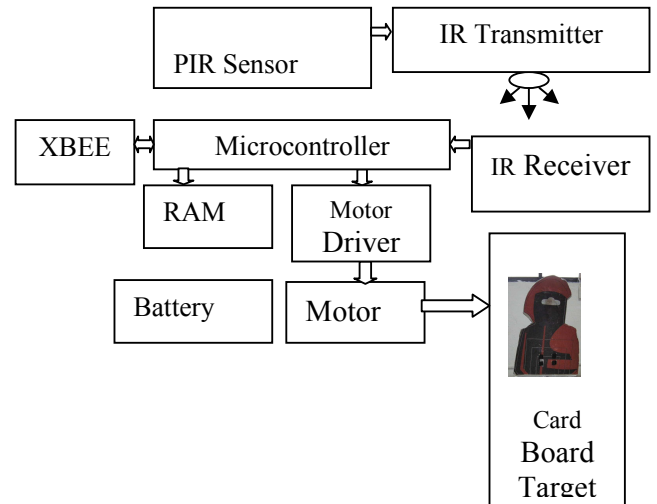 PIR Sensor
IR Transmitter
XBEE
Microcontroller
IR Receiver
RAM
Motor
Driver
Battery
Motor
Card
Board
Target